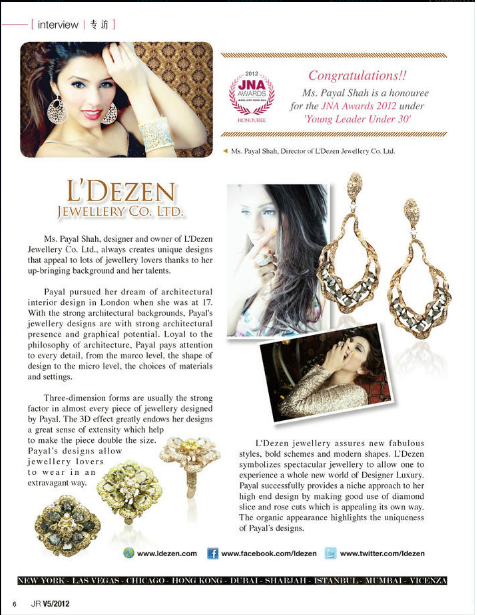 [ interview | 专 访 ]
2012
JNA
AWARDS
HONOUREE
Congratulations!!
Ms. Payal Shah is a honouree
for the JNA Awards 2012 under
'Young Leader Under 30'
Ms. Payal Shah, Director of L'Dezen Jewellery Co. Ltd.
L'DEZEN
JEWELLERY CO. LTD.
Ms. Payal Shah, designer and owner of L'Dezen
Jewellery Co. Ltd., always creates unique designs
that appeal to lots of jewellery lovers thanks to her
up-bringing background and her talents.
Payal pursued her dream of architectural
interior design in London when she was at 17.
With the strong architectural backgrounds, Payal's
jewellery designs are with strong architectural
presence and graphical potential. Loyal to the
philosophy of architecture, Payal pays attention
to every detail, from the marco level, the shape of
design to the micro level, the choices of materials
and settings.
Three-dimension forms are usually the strong
factor in almost every piece of jewellery designed
by Payal. The 3D effect greatly endows her designs
a great sense of extensity which help
to make the piece double the size.
Payal's designs allow
jewellery lovers
to wear in an
extravagant way.
L'Dezen jewellery assures new fabulous
styles, bold schemes and modern shapes. L'Dezen
symbolizes spectacular jewellery to allow one to
experience a whole new world of Designer Luxury.
Payal successfully provides a niche approach to her
high end design by making good use of diamond
slice and rose cuts which is appealing its own way.
The organic appearance highlights the uniqueness
of Payal's designs.
www.ldezen.com
f www.facebook.com/ldezen
www.twitter.com/ldezen
NEW YORK - LAS VEGAS - CHICAGO - HONG KONG - DUBAI - SHARJAH - ISTANBUL - MUMBAI - VICENZA
6 JR V5/2012